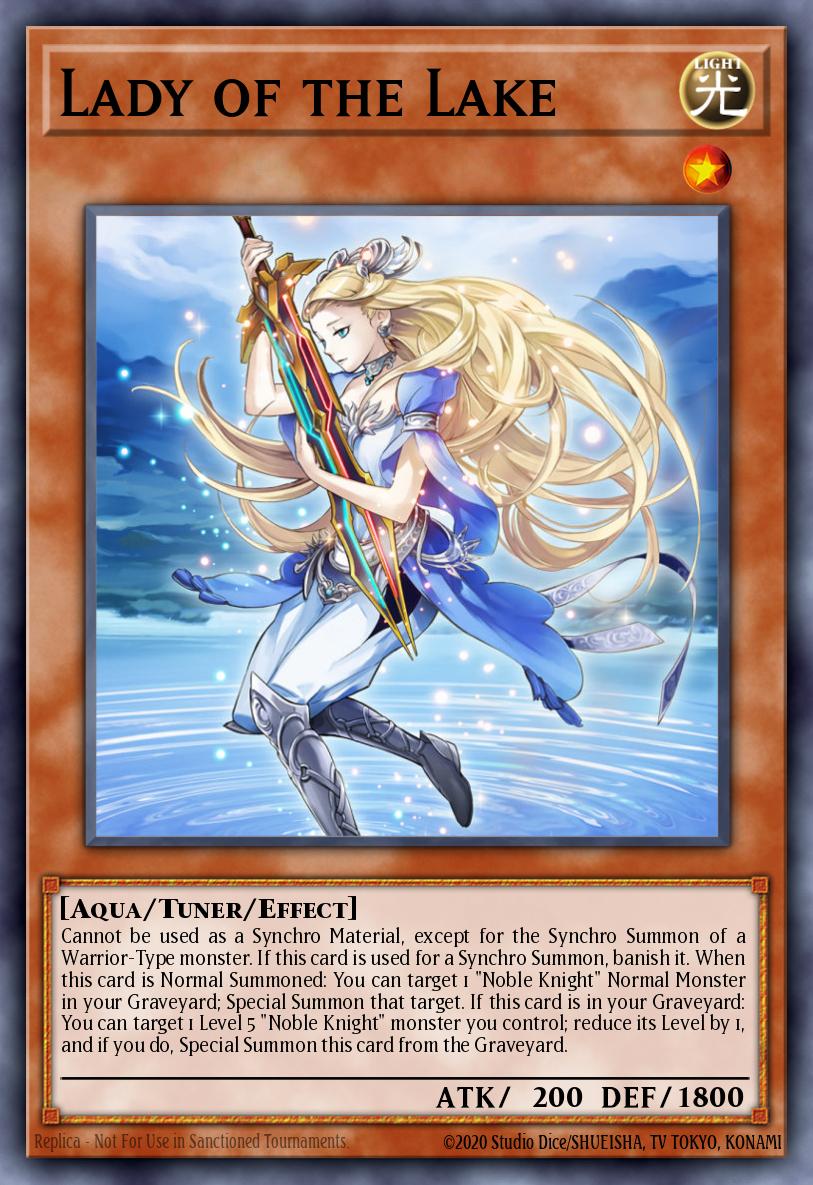 Lady of the Lake
LIGHT
光
[Aqua/Tuner/Effect]
Cannot be used as a Synchro Material, except for the Synchro Summon of a
Warrior-Type monster. If this card is used for a Synchro Summon, banish it. When
this card is Normal Summoned: You can target 1 "Noble Knight" Normal Monster
in your Graveyard; Special Summon that target. If this card is in your Graveyard:
You can target 1 Level 5 "Noble Knight" monster you control; reduce its Level by 1,
and if you do, Special Summon this card from the Graveyard.
ATK/ 200 DEF/1800
Replica - Not For Use in Sanctioned Tournaments.
©2020 Studio Dice/SHUEISHA, TV TOKYO, KONAMI